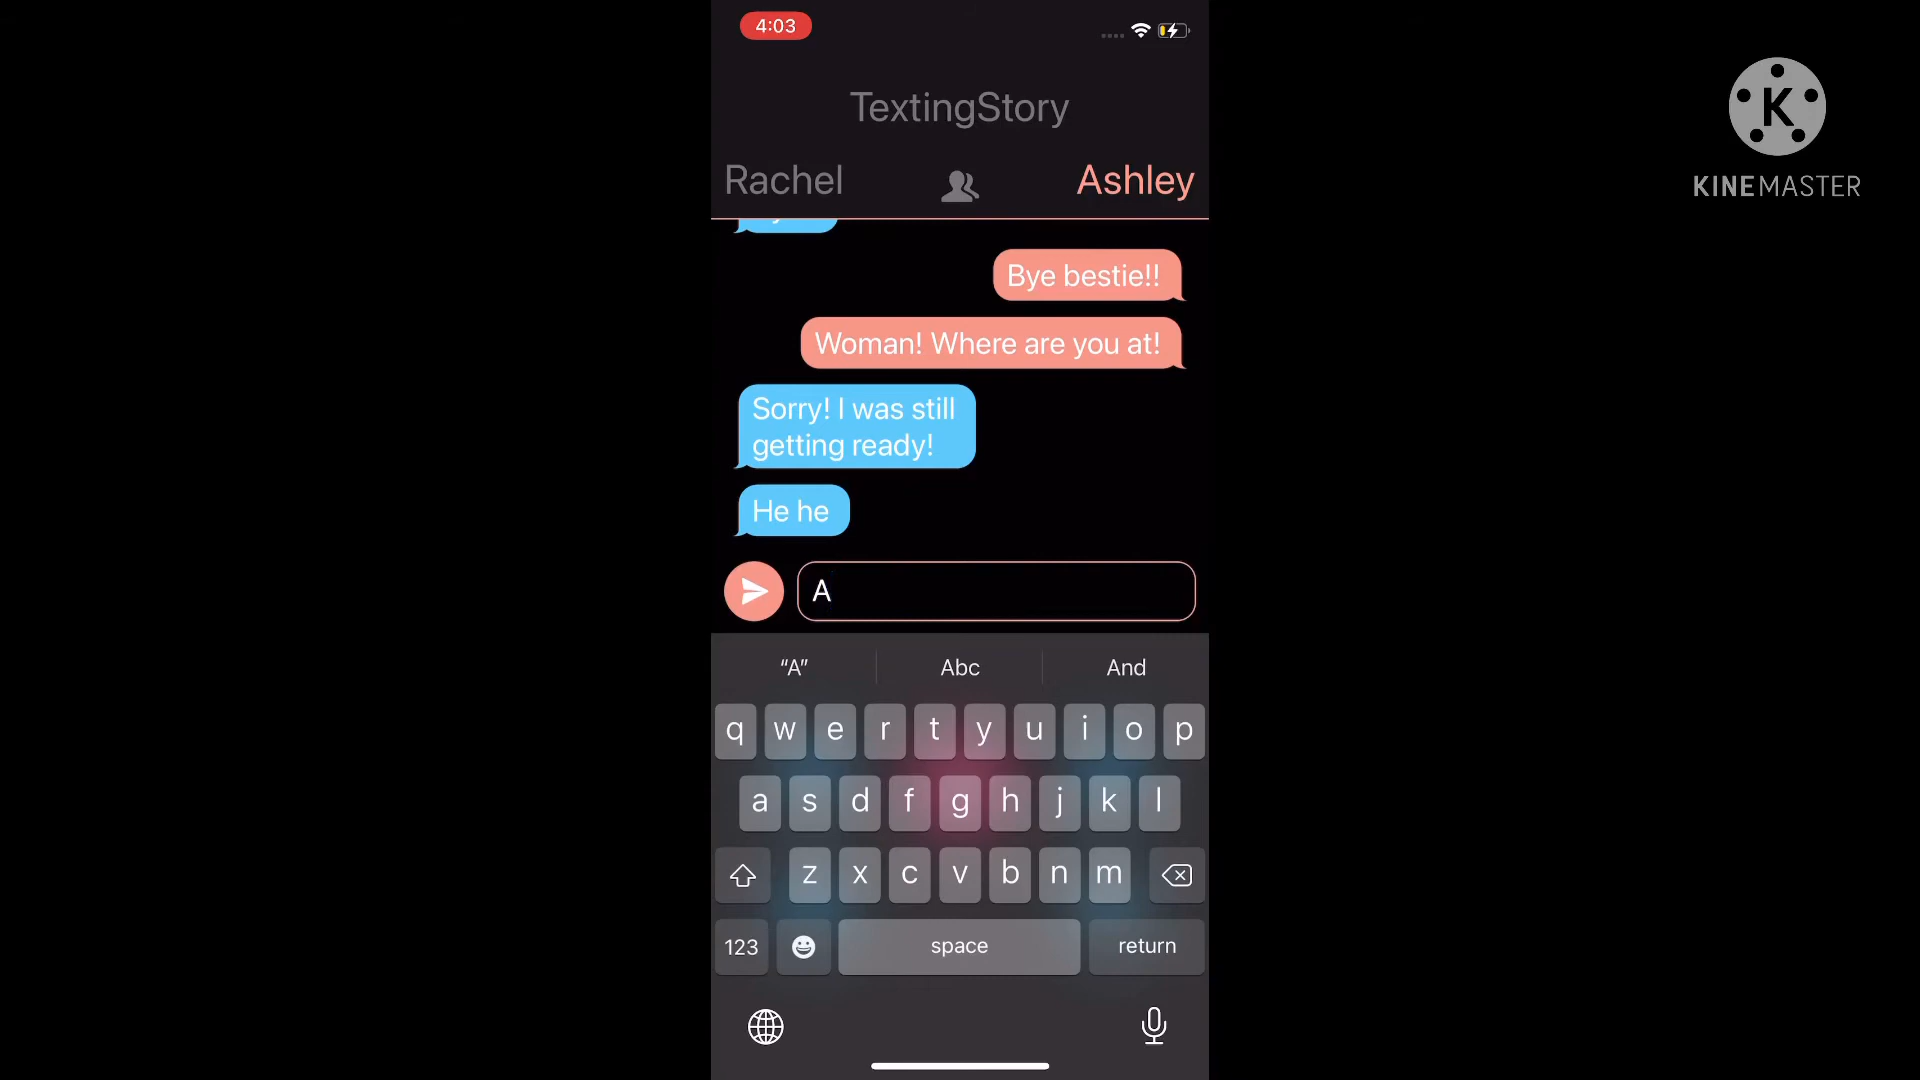 4:03
TextingStory
Rachel
Ashley
Bye bestie!!
Woman! Where are you at!
Sorry! I was still
getting ready!
He he
A
“A”
Abc
And
q w e r t y u i o p
a s d f g h j k l
z x c v b n m
123
space
return
K
KINEMASTER